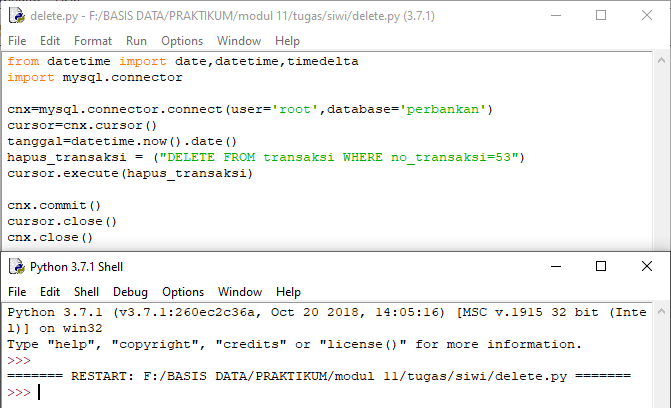 delete.py - F:/BASIS DATA/PRAKTIKUM/modul 11/tugas/siwi/delete.py (3.7.1)
File Edit Format Run Options Window Help
from datetime import date,datetime,timedelta
import mysql.connector
cnx=mysql.connector.connect(user='root',database='perbankan')
cursor=cnx.cursor()
tanggal=datetime.now().date()
hapus_transaksi = ("DELETE FROM transaksi WHERE no_transaksi=53")
cursor.execute(hapus_transaksi)
cnx.commit()
cursor.close()
cnx.close()
Python 3.7.1 Shell
File Edit Shell Debug Options Window Help
Python 3.7.1 (v3.7.1:260ec2c36a, Oct 20 2018, 14:05:16) [MSC v.1915 32 bit (Inte
l)] on win32
Type "help", "copyright", "credits" or "license()" for more information.
>>>
======= RESTART: F:/BASIS DATA/PRAKTIKUM/modul 11/tugas/siwi/delete.py =======
>>>